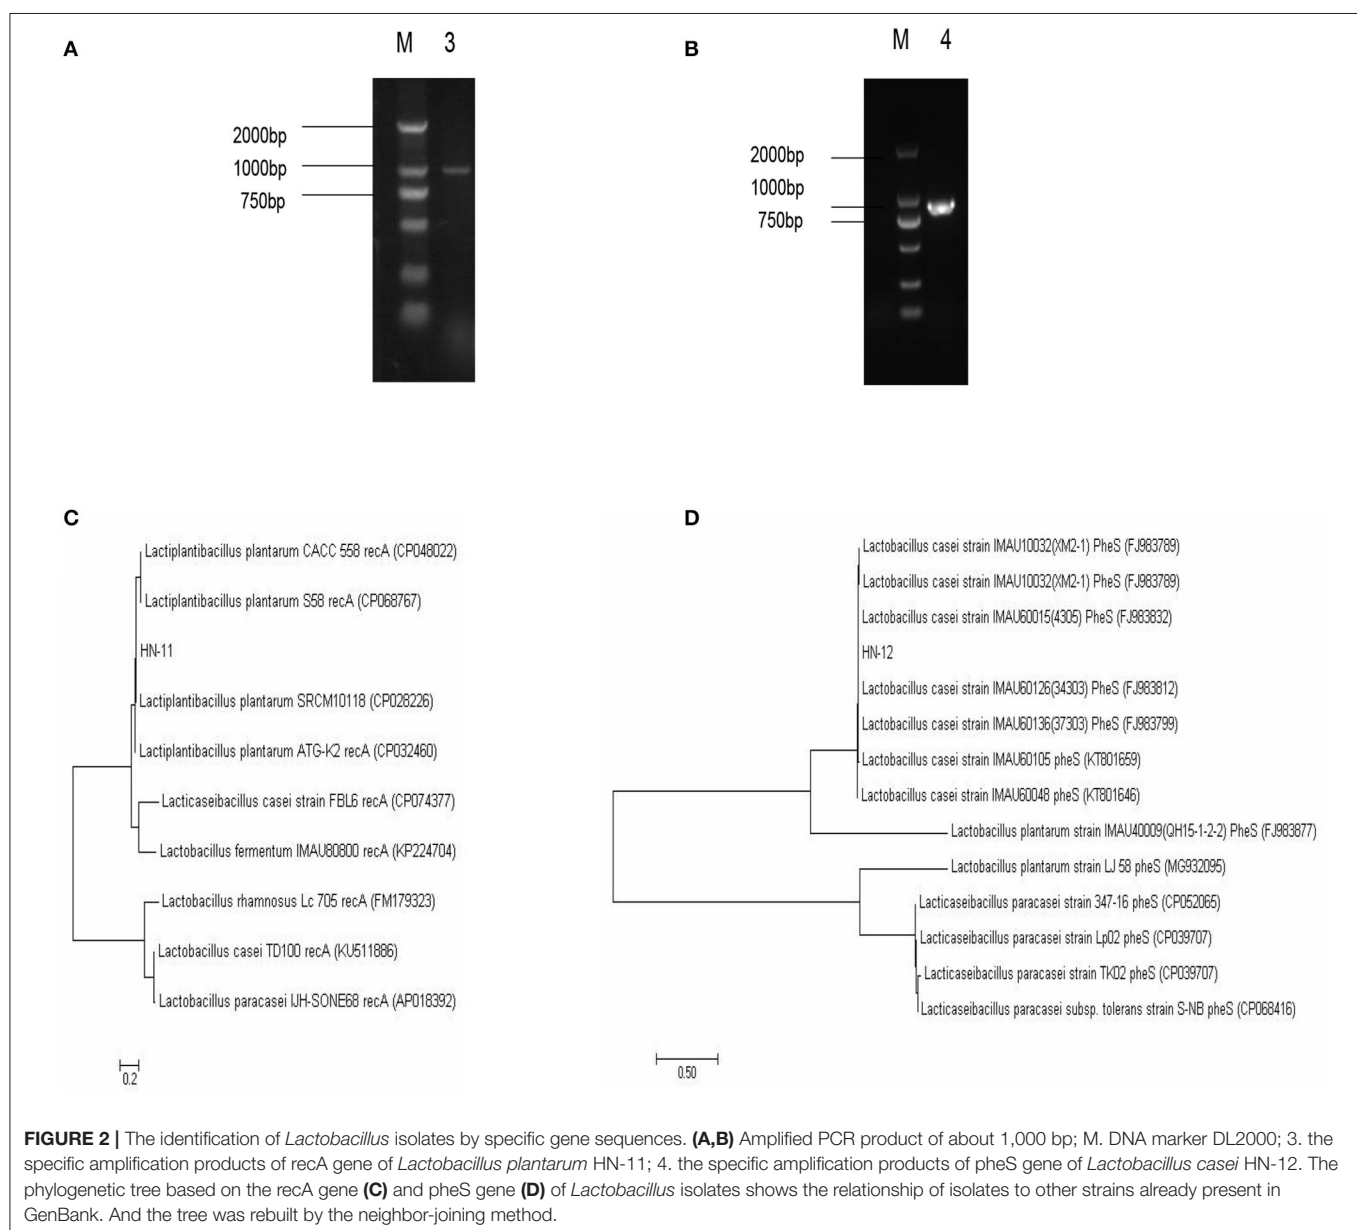 A
M 3
2000bp
1000bp
750bp
B
M 4
2000bp
1000bp
750bp
C
Lactiplantibacillus plantarum CACC 558 recA (CP048022)
Lactiplantibacillus plantarum S58 recA (CP068767)
HN-11
Lactiplantibacillus plantarum SRCM10118 (CP028226)
Lactiplantibacillus plantarum ATG-K2 recA (CP032460)
Lacticaseibacillus casei strain FBL6 recA (CP074377)
Lactobacillus fermentum IMAU80800 recA (KP224704)
Lactobacillus rhamnosus Lc 705 recA (FM179323)
Lactobacillus casei TD100 recA (KU511886)
Lactobacillus paracasei IJH-SONE68 recA (AP018392)
0.2
D
Lactobacillus casei strain IMAU10032(XM2-1) PheS (FJ983789)
Lactobacillus casei strain IMAU10032(XM2-1) PheS (FJ983789)
Lactobacillus casei strain IMAU60015(4305) PheS (FJ983832)
HN-12
Lactobacillus casei strain IMAU60126(34303) PheS (FJ983812)
Lactobacillus casei strain IMAU60136(37303) PheS (FJ983799)
Lactobacillus casei strain IMAU60105 pheS (KT801659)
Lactobacillus casei strain IMAU60048 pheS (KT801646)
Lactobacillus plantarum strain IMAU40009(QH15-1-2-2) PheS (FJ983877)
Lactobacillus plantarum strain LJ 58 pheS (MG932095)
Lacticaseibacillus paracasei strain 347-16 pheS (CP052065)
Lacticaseibacillus paracasei strain Lp02 pheS (CP039707)
Lacticaseibacillus paracasei strain TK02 pheS (CP039707)
Lacticaseibacillus paracasei subsp. tolerans strain S-NB pheS (CP068416)
0.50
FIGURE 2 | The identification of Lactobacillus isolates by specific gene sequences. (A,B) Amplified PCR product of about 1,000 bp; M. DNA marker DL2000; 3. the
specific amplification products of recA gene of Lactobacillus plantarum HN-11; 4. the specific amplification products of pheS gene of Lactobacillus casei HN-12. The
phylogenetic tree based on the recA gene (C) and pheS gene (D) of Lactobacillus isolates shows the relationship of isolates to other strains already present in
GenBank. And the tree was rebuilt by the neighbor-joining method.